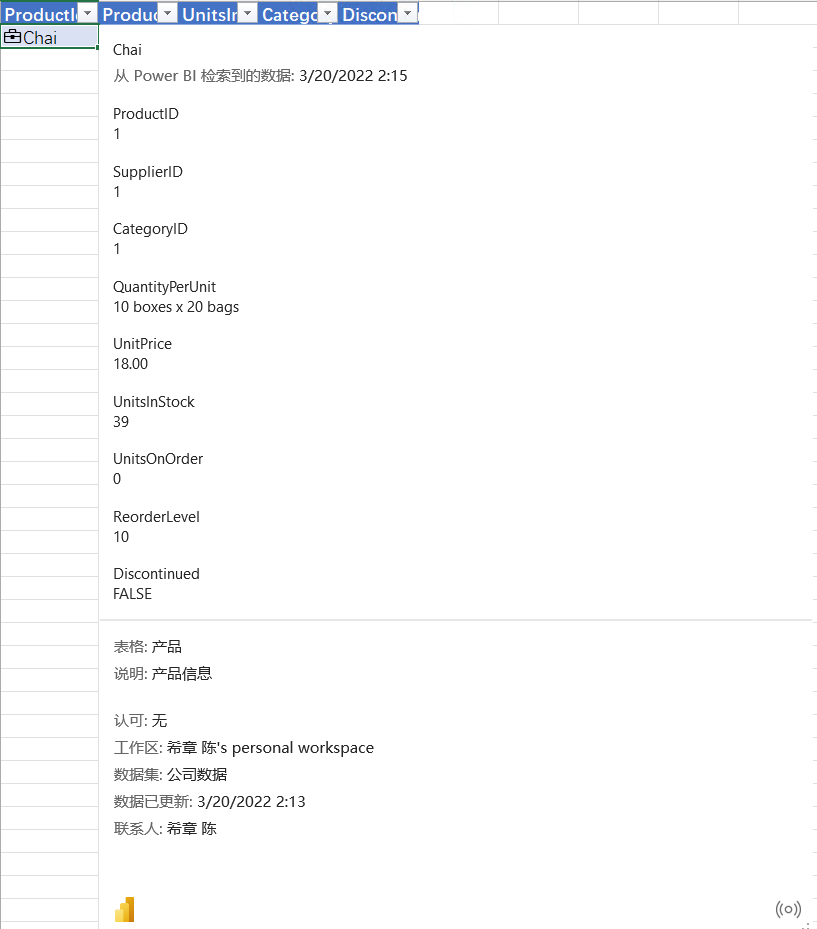 ProductI Produc UnitsIn Catego Discon
Chai
Chai
从 Power BI 检索到的数据: 3/20/2022 2:15
ProductID
1
SupplierID
1
CategoryID
1
QuantityPerUnit
10 boxes x 20 bags
UnitPrice
18.00
UnitsInStock
39
UnitsOnOrder
0
ReorderLevel
10
Discontinued
FALSE
表格: 产品
说明: 产品信息
认可: 无
工作区: 希章 陈's personal workspace
数据集: 公司数据
数据已更新: 3/20/2022 2:13
联系人: 希章 陈